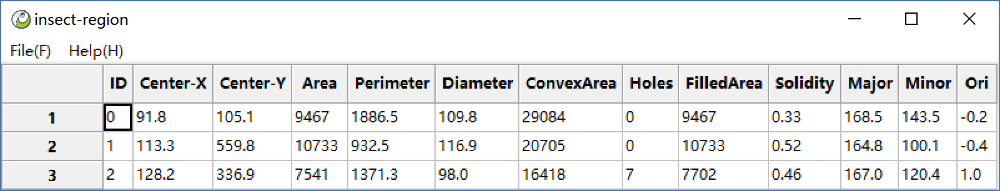 insect-region
File(F) Help(H)
ID Center-X Center-Y Area Perimeter Diameter ConvexArea Holes FilledArea Solidity Major Minor Ori
1 0 91.8 105.1 9467 1886.5 109.8 29084 0 9467 0.33 168.5 143.5 -0.2
2 1 113.3 559.8 10733 932.5 116.9 20705 0 10733 0.52 164.8 100.1 -0.4
3 2 128.2 336.9 7541 1371.3 98.0 16418 7 7702 0.46 167.0 120.4 1.0